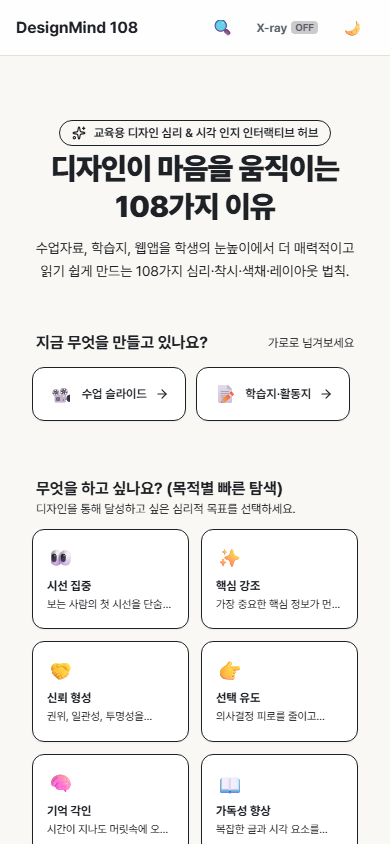 DesignMind 108
X-ray OFF
교육용 디자인 심리 & 시각 인지 인터랙티브 허브
디자인이 마음을 움직이는
108가지 이유
수업자료, 학습지, 웹앱을 학생의 눈높이에서 더 매력적이고
읽기 쉽게 만드는 108가지 심리·착시·색채·레이아웃 법칙.
지금 무엇을 만들고 있나요?
가로로 넘겨보세요
수업 슬라이드 →
학습지·활동지 →
무엇을 하고 싶나요? (목적별 빠른 탐색)
디자인을 통해 달성하고 싶은 심리적 목표를 선택하세요.
시선 집중
보는 사람의 첫 시선을 단숨...
핵심 강조
가장 중요한 핵심 정보가 먼...
신뢰 형성
권위, 일관성, 투명성을...
선택 유도
의사결정 피로를 줄이고...
기억 각인
시간이 지나도 머릿속에 오...
가독성 향상
복잡한 글과 시각 요소를...